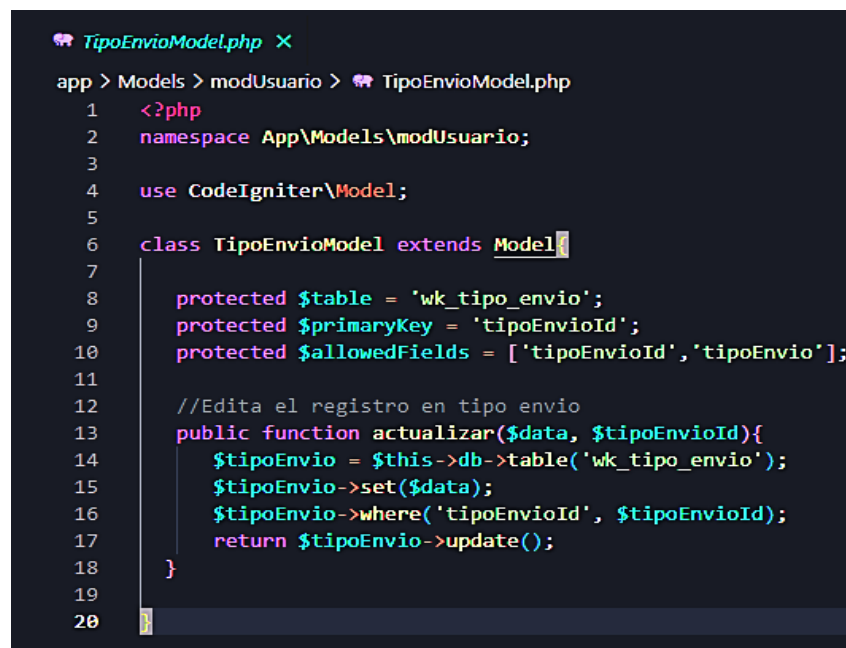 TipoEnvioModel.php ×
app > Models > modUsuario > TipoEnvioModel.php
1 <?php
2 namespace App\Models\modUsuario;
3
4 use CodeIgniter\Model;
5
6 class TipoEnvioModel extends Model{
7
8 protected $table = 'wk_tipo_envio';
9 protected $primaryKey = 'tipoEnvioId';
10 protected $allowedFields = ['tipoEnvioId','tipoEnvio'];
11
12 //Edita el registro en tipo envio
13 public function actualizar($data, $tipoEnvioId){
14 $tipoEnvio = $this->db->table('wk_tipo_envio');
15 $tipoEnvio->set($data);
16 $tipoEnvio->where('tipoEnvioId', $tipoEnvioId);
17 return $tipoEnvio->update();
18 }
19
20 }